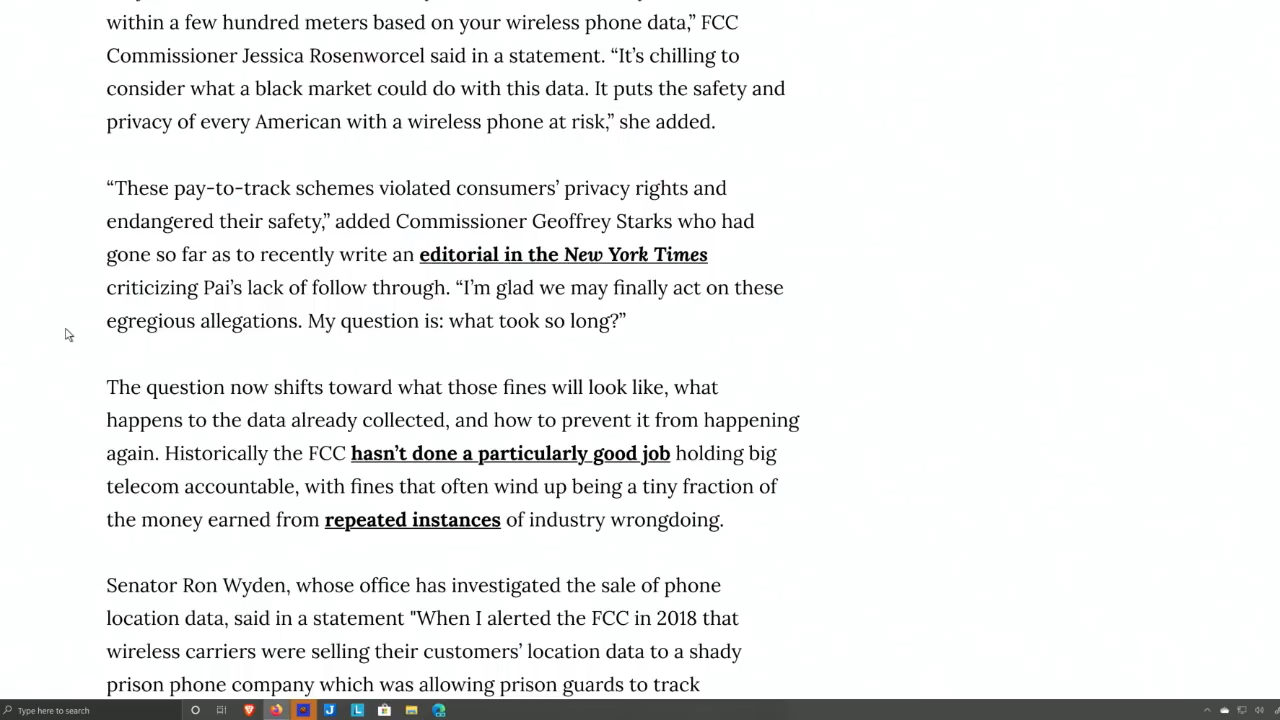 within a few hundred meters based on your wireless phone data,” FCC
Commissioner Jessica Rosenworcel said in a statement. “It’s chilling to
consider what a black market could do with this data. It puts the safety and
privacy of every American with a wireless phone at risk,” she added.
“These pay-to-track schemes violated consumers’ privacy rights and
endangered their safety,” added Commissioner Geoffrey Starks who had
gone so far as to recently write an editorial in the New York Times
criticizing Pai’s lack of follow through. “I’m glad we may finally act on these
egregious allegations. My question is: what took so long?”
The question now shifts toward what those fines will look like, what
happens to the data already collected, and how to prevent it from happening
again. Historically the FCC hasn’t done a particularly good job holding big
telecom accountable, with fines that often wind up being a tiny fraction of
the money earned from repeated instances of industry wrongdoing.
Senator Ron Wyden, whose office has investigated the sale of phone
location data, said in a statement "When I alerted the FCC in 2018 that
wireless carriers were selling their customers’ location data to a shady
prison phone company which was allowing prison guards to track
Type here to search